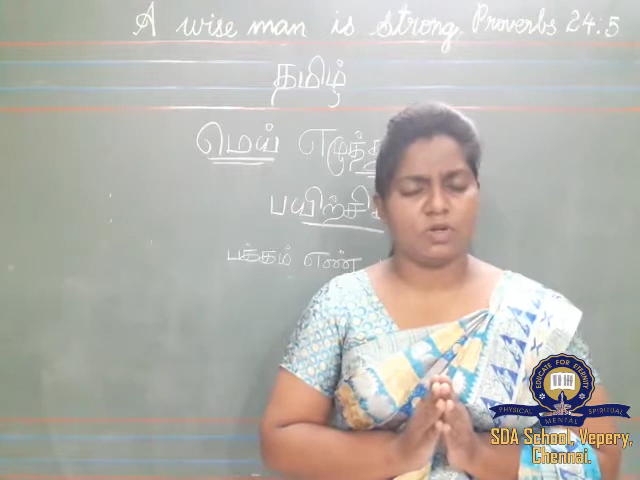 A wise man is strong. Proverbs 24:5
தமிழ்
மெய்
பக்கம் எண்
EDUCATE FOR ETERNITY
PHYSICAL MENTAL SPIRITUAL
SDA School, Vepery,
Chennai.